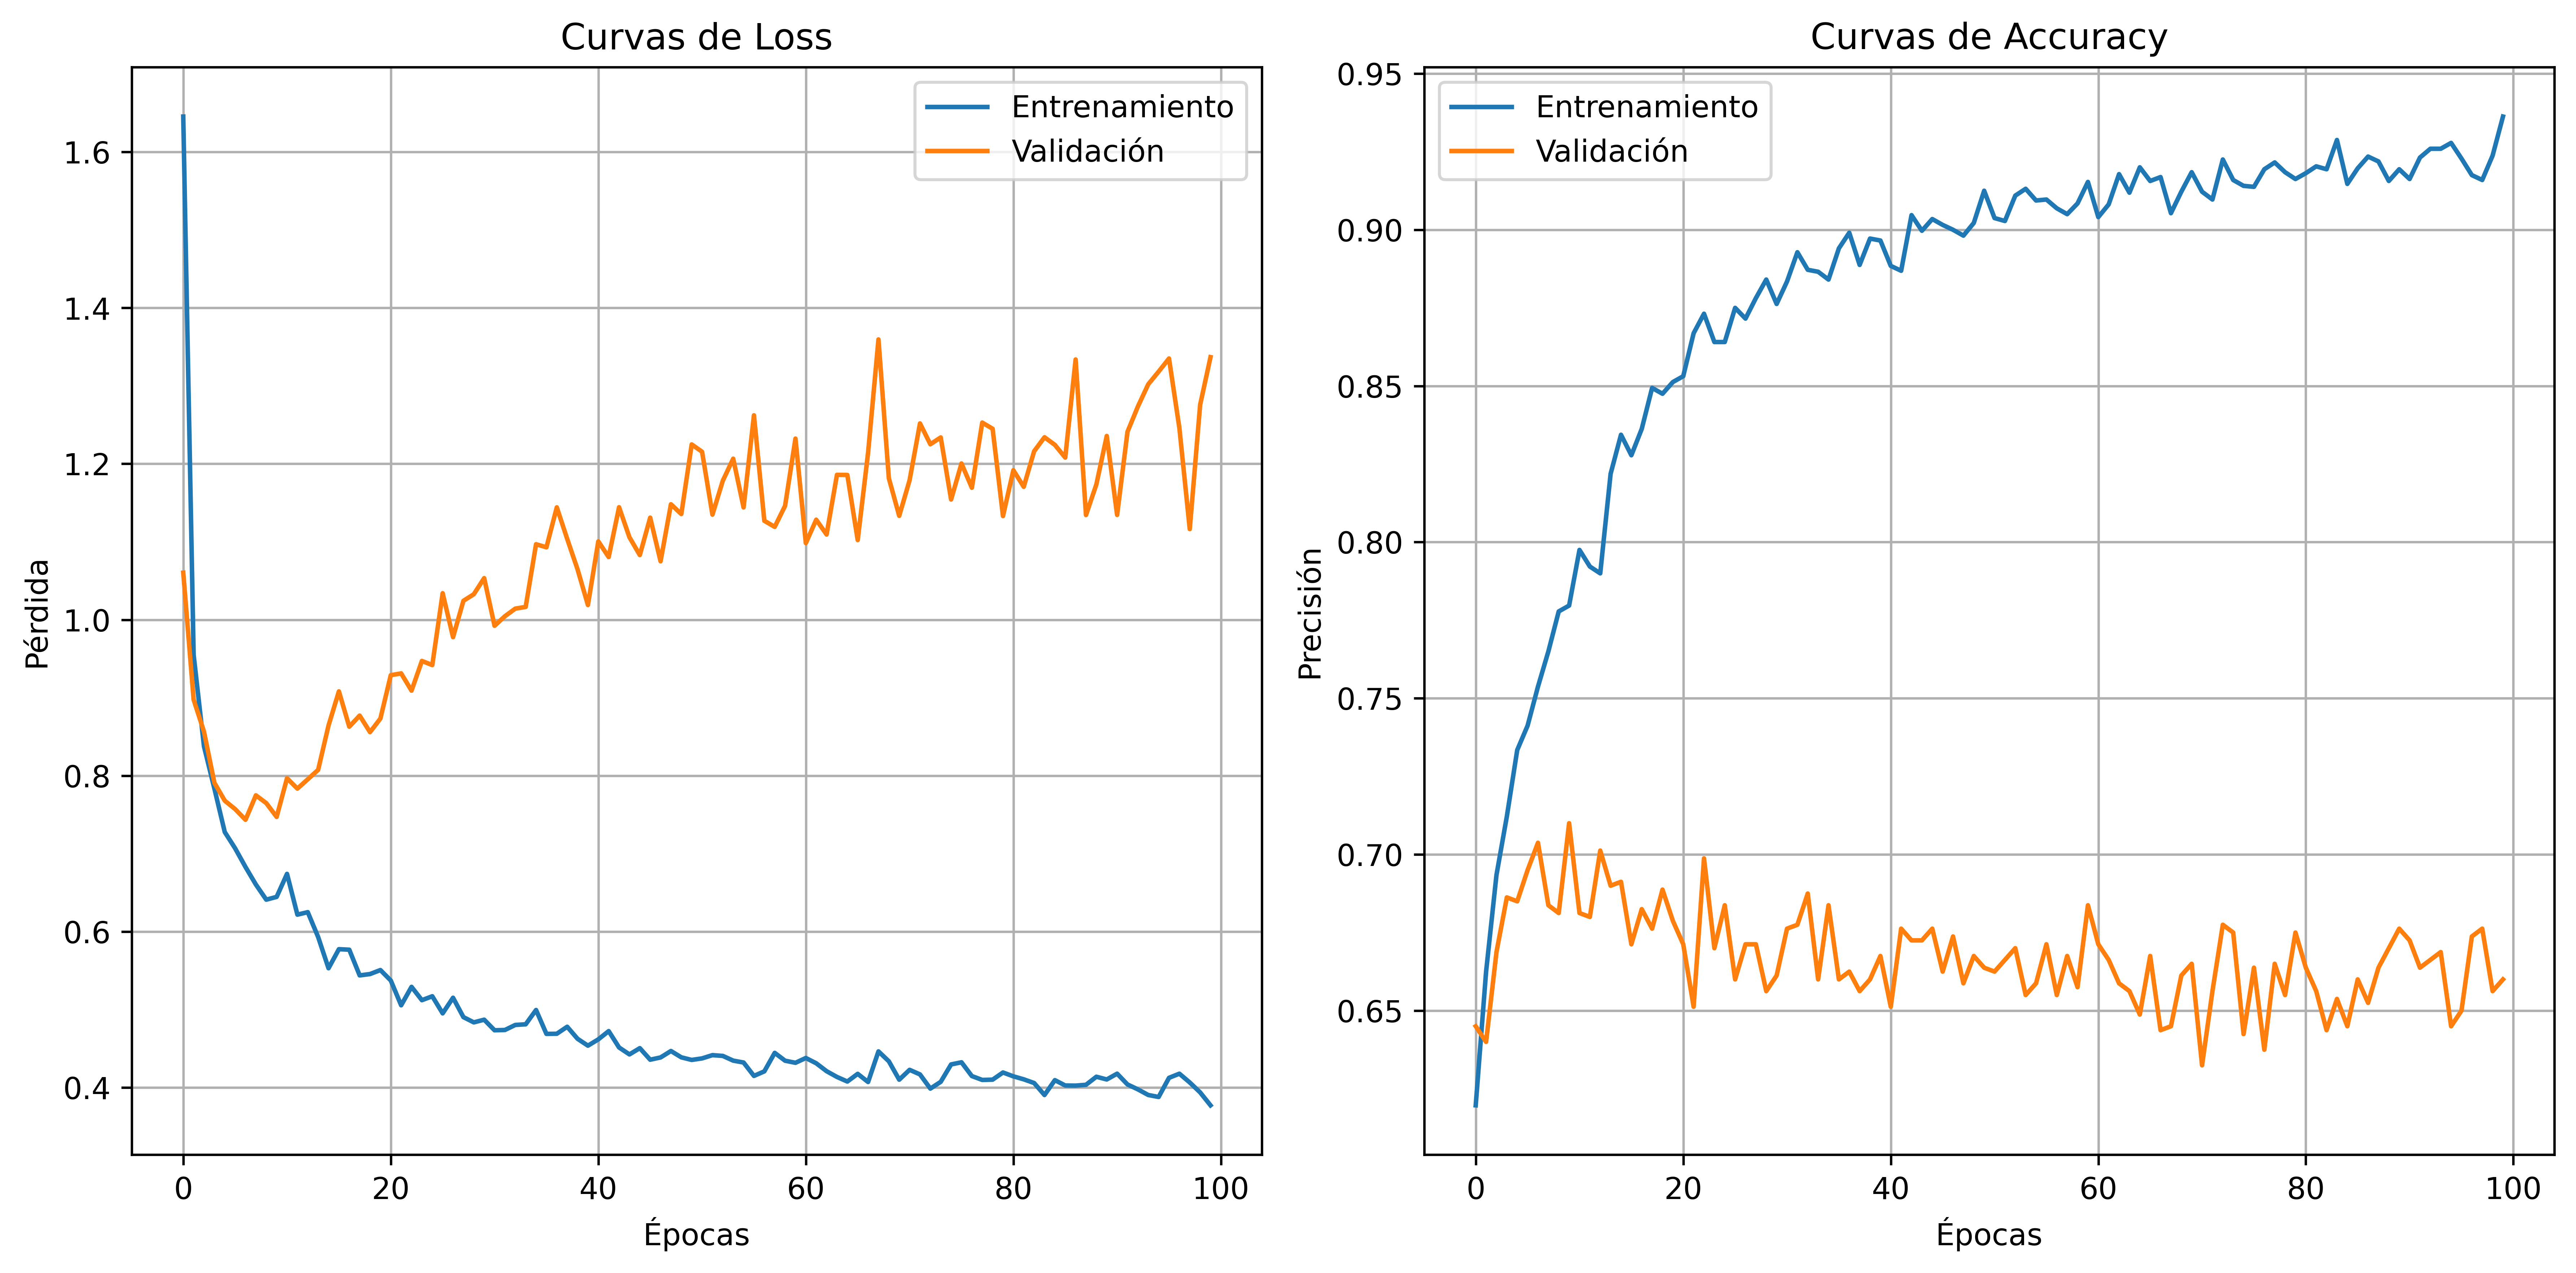 Curvas de Loss
Entrenamiento
Validación
1.6
1.4
1.2
1.0
0.8
0.6
0.4
Pérdida
0 20 40 60 80 100
Épocas
Curvas de Accuracy
Entrenamiento
Validación
0.95
0.90
0.85
0.80
0.75
0.70
0.65
Precisión
0 20 40 60 80 100
Épocas